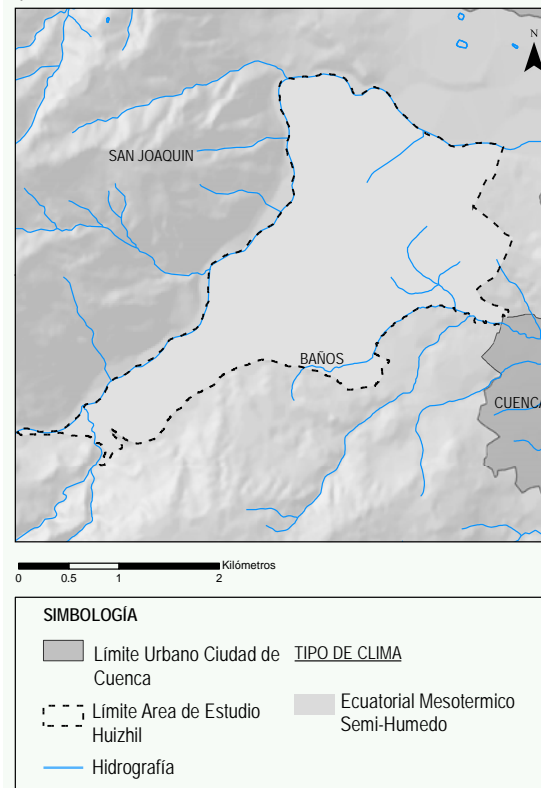 N
SAN JOAQUIN
BAÑOS
CUENCA
Kilómetros
0 0.5 1 2
SIMBOLOGÍA
Límite Urbano Ciudad de
Cuenca
Límite Area de Estudio
Huizhil
Hidrografía
TIPO DE CLIMA
Ecuatorial Mesotermico
Semi-Humedo